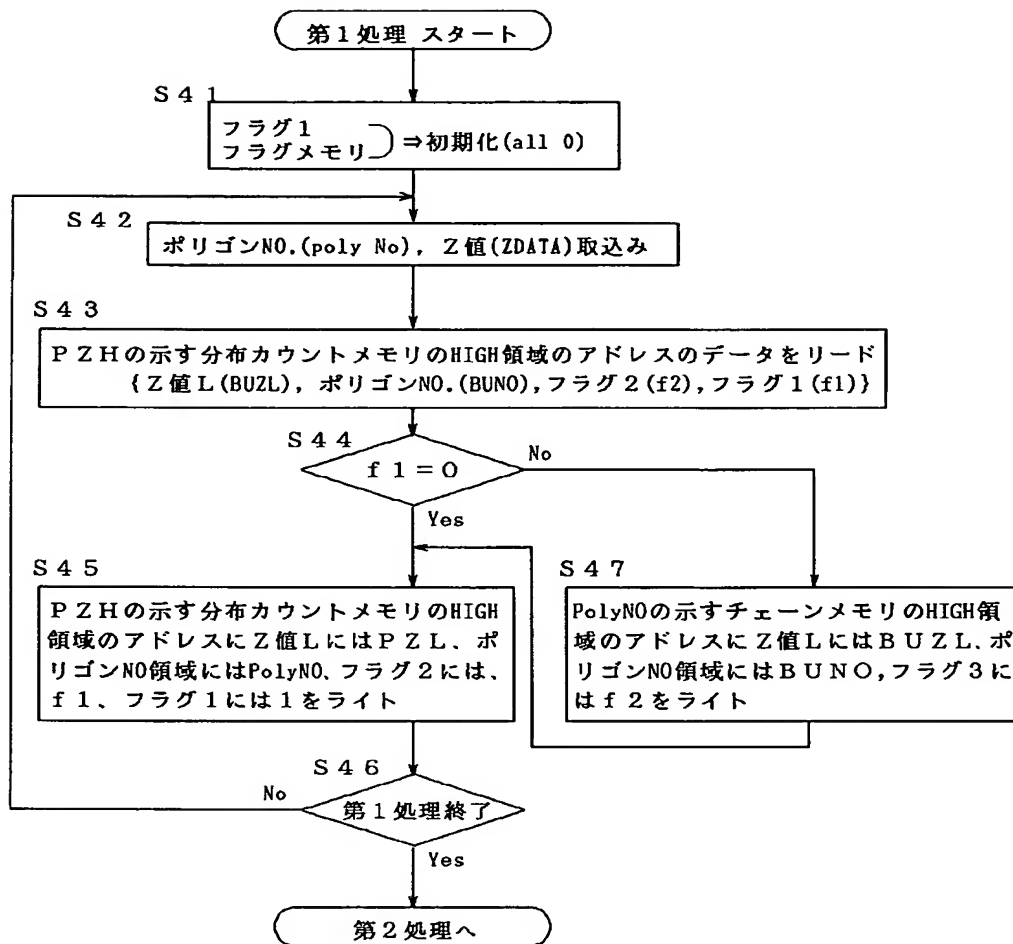 第1処理 スタート
S41
フラグ1
フラグメモリ ⇒初期化(all 0)
S42
ポリゴンNO.(poly No), Z値(ZDATA)取込み
S43
PZHの示す分布カウントメモリのHIGH領域のアドレスのデータをリード
{Z値L(BUZL), ポリゴンNO.(BUNO),フラグ2(f2),フラグ1(f1)}
S44
f1=0
No
Yes
S45
PZHの示す分布カウントメモリのHIGH
領域のアドレスにZ値LにはPZL、ポ
リゴンNO領域にはPolyNO、フラグ2には、
f1、フラグ1には1をライト
S47
PolyNOの示すチェーンメモリのHIGH領
域のアドレスにZ値LにはBUZL、ポ
リゴンNO領域にはBUNO,フラグ3に
はf2をライト
S46
No
第1処理終了
Yes
第2処理へ